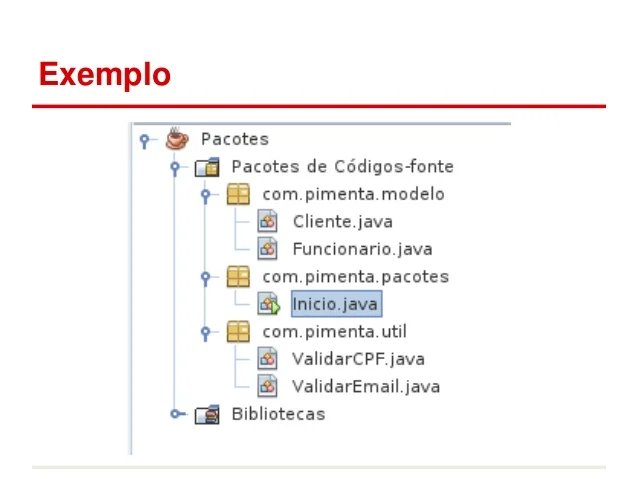 Exemplo
Pacotes
Pacotes de Códigos-fonte
com.pimenta.modelo
Cliente.java
Funcionario.java
com.pimenta.pacotes
Inicio.java
com.pimenta.util
ValidarCPF.java
ValidarEmail.java
Bibliotecas